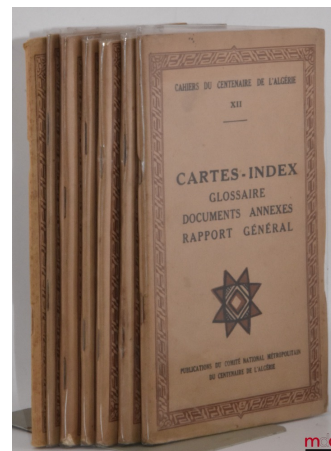 CAHIERS DU CENTENAIRE DE L'ALGÉRIE
XII
CARTES-INDEX
GLOSSAIRE
DOCUMENTS ANNEXES
RAPPORT GÉNÉRAL
PUBLICATIONS DU COMITÉ NATIONAL MÉTROPOLITAIN
DU CENTENAIRE DE L'ALGÉRIE